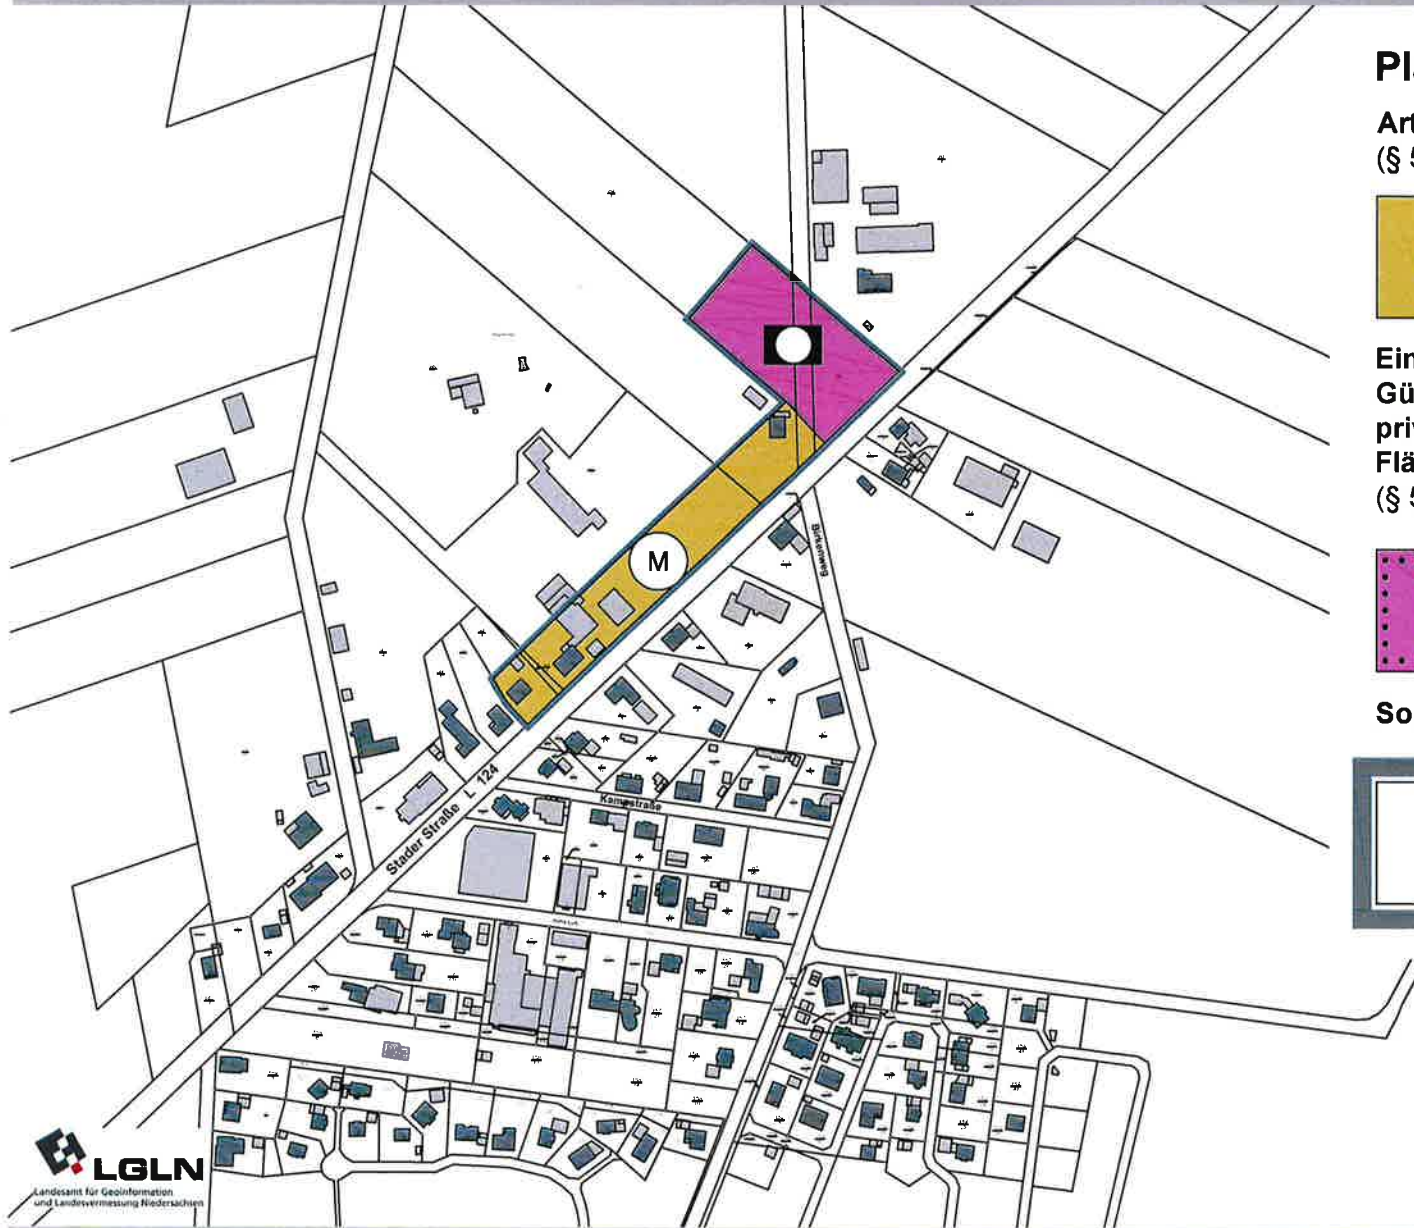 Pl
Art
(§ 5
Ein
Gü
priv
Flä
(§ 5
So
M
Birkenweg
Kampstraße
Stader Straße L 124
LGLN
Landesamt für Geoinformation
und Landesvermessung Niedersachsen